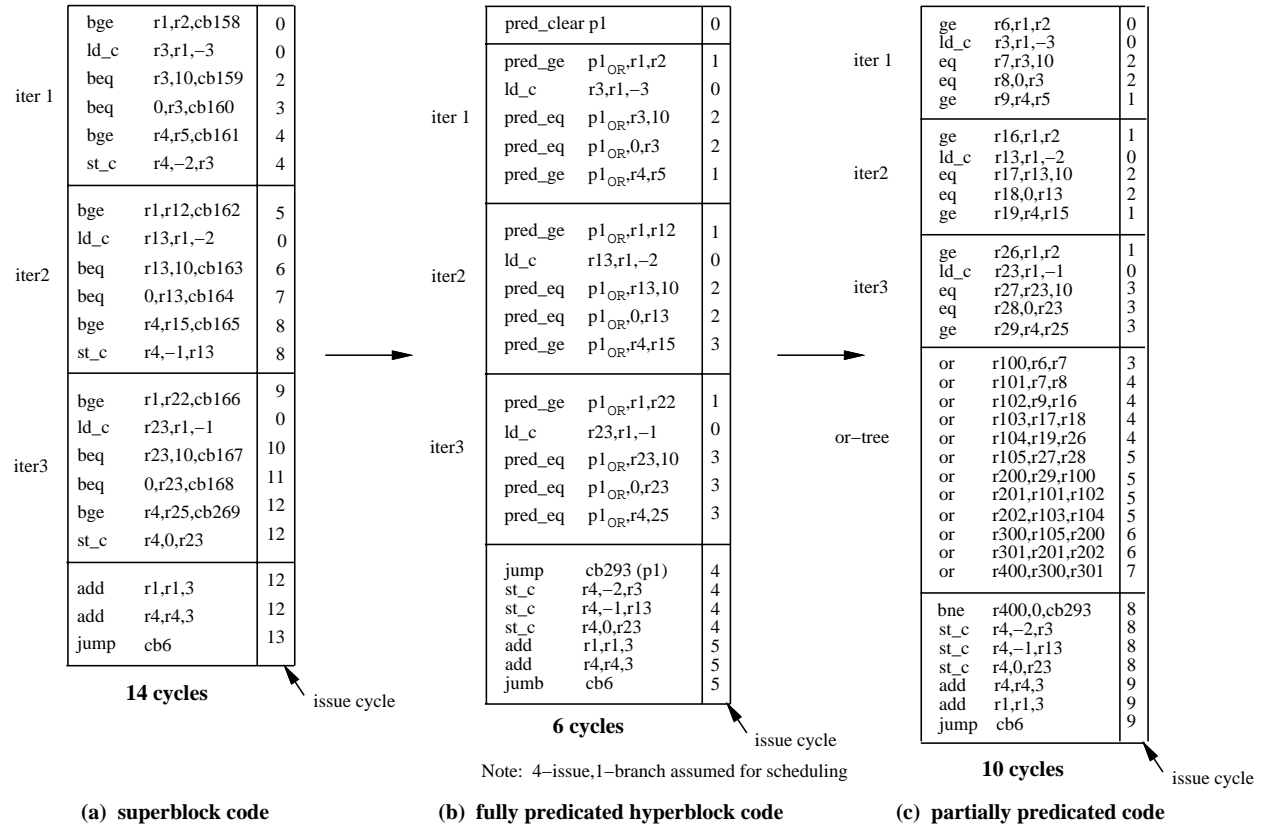 bge r1,r2,cb158 0
ld_c r3,r1,−3 0
beq r3,10,cb159 2
iter 1
beq 0,r3,cb160 3
bge r4,r5,cb161 4
st_c r4,−2,r3 4
bge r1,r12,cb162 5
ld_c r13,r1,−2 0
iter2
beq r13,10,cb163 6
beq 0,r13,cb164 7
bge r4,r15,cb165 8
st_c r4,−1,r13 8
bge r1,r22,cb166 9
ld_c r23,r1,−1 0
iter3
beq r23,10,cb167 10
beq 0,r23,cb168 11
bge r4,r25,cb269 12
st_c r4,0,r23 12
add r1,r1,3 12
add r4,r4,3 12
jump cb6 13
14 cycles
issue cycle
(a) superblock code
pred_clear p1 0
pred_ge p1OR,r1,r2 1
ld_c r3,r1,−3 0
iter 1
pred_eq p1OR,r3,10 2
pred_eq p1OR,0,r3 2
pred_ge p1OR,r4,r5 1
pred_ge p1OR,r1,r12 1
ld_c r13,r1,−2 0
iter2
pred_eq p1OR,r13,10 2
pred_eq p1OR,0,r13 2
pred_ge p1OR,r4,r15 3
pred_ge p1OR,r1,r22 1
ld_c r23,r1,−1 0
iter3
pred_eq p1OR,r23,10 3
pred_eq p1OR,0,r23 3
pred_eq p1OR,r4,25 3
jump cb293 (p1) 4
st_c r4,−2,r3 4
st_c r4,−1,r13 4
st_c r4,0,r23 4
add r1,r1,3 5
add r4,r4,3 5
jumb cb6 5
6 cycles
issue cycle
Note: 4−issue,1−branch assumed for scheduling
(b) fully predicated hyperblock code
ge r6,r1,r2 0
ld_c r3,r1,−3 0
iter 1
eq r7,r3,10 2
eq r8,0,r3 2
ge r9,r4,r5 1
ge r16,r1,r2 1
ld_c r13,r1,−2 0
iter2
eq r17,r13,10 2
eq r18,0,r13 2
ge r19,r4,r15 1
ge r26,r1,r2 1
ld_c r23,r1,−1 0
iter3
eq r27,r23,10 3
eq r28,0,r23 3
ge r29,r4,r25 3
or r100,r6,r7 3
or r101,r7,r8 4
or r102,r9,r16 4
or r103,r17,r18 4
or−tree
or r104,r19,r26 4
or r105,r27,r28 5
or r200,r29,r100 5
or r201,r101,r102 5
or r202,r103,r104 5
or r300,r105,r200 6
or r301,r201,r202 6
or r400,r300,r301 7
bne r400,0,cb293 8
st_c r4,−2,r3 8
st_c r4,−1,r13 8
st_c r4,0,r23 8
add r4,r4,3 9
add r1,r1,3 9
jump cb6 9
10 cycles
issue cycle
(c) partially predicated code